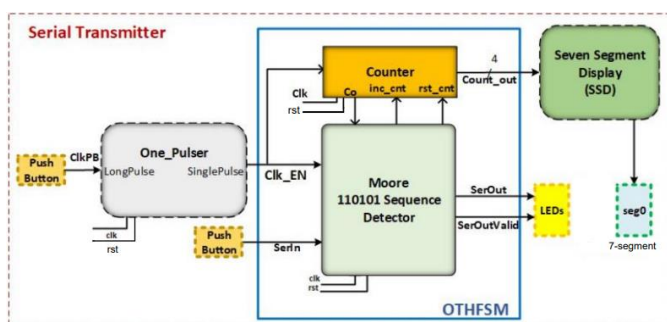 Serial Transmitter
Counter
Clk
rst
Co
inc_cnt
rst_cnt
4
Count_out
Seven Segment
Display
(SSD)
One_Pulser
ClkPB
Push
Button
LongPulse
SinglePulse
clk
rst
Clk_EN
Push
Button
SerIn
Moore
110101 Sequence
Detector
clk
rst
SerOut
SerOutValid
LEDs
seg0
7-segment
OTHFSM